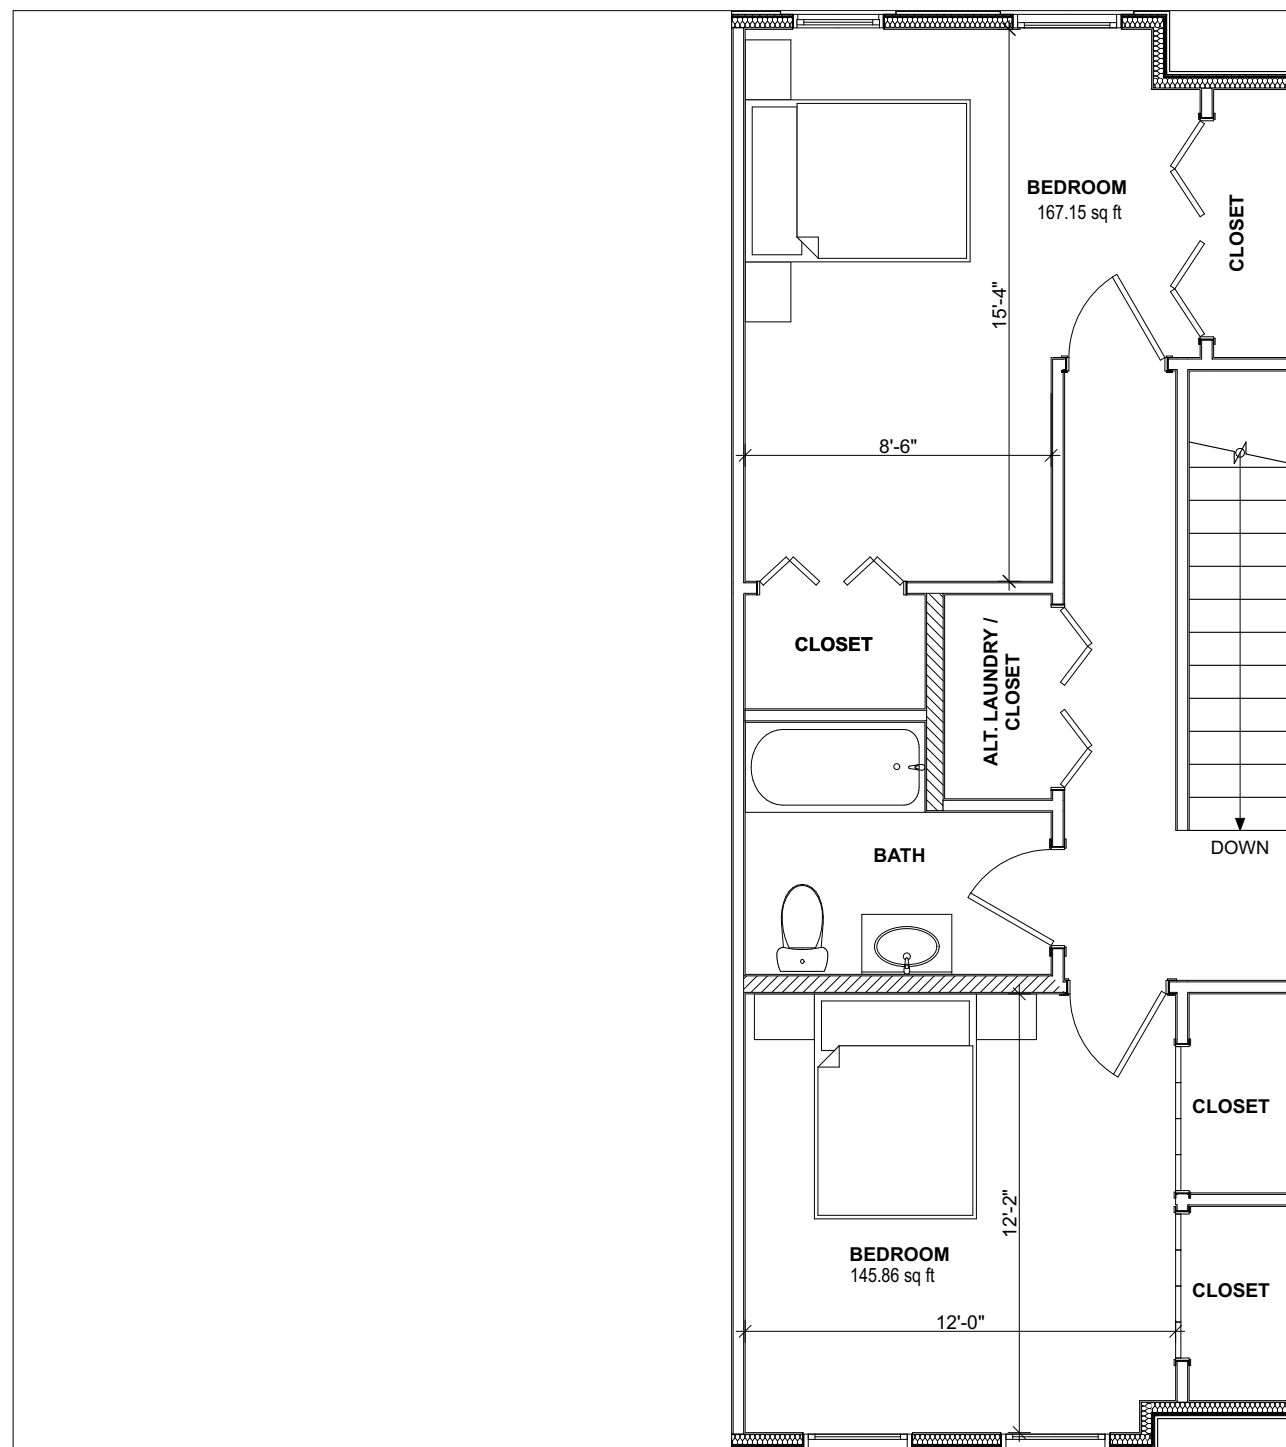 BEDROOM
167.15 sq ft
CLOSET
15'-4"
8'-6"
CLOSET
ALT. LAUNDRY /
CLOSET
BATH
DOWN
CLOSET
12'-2"
BEDROOM
145.86 sq ft
CLOSET
12'-0"